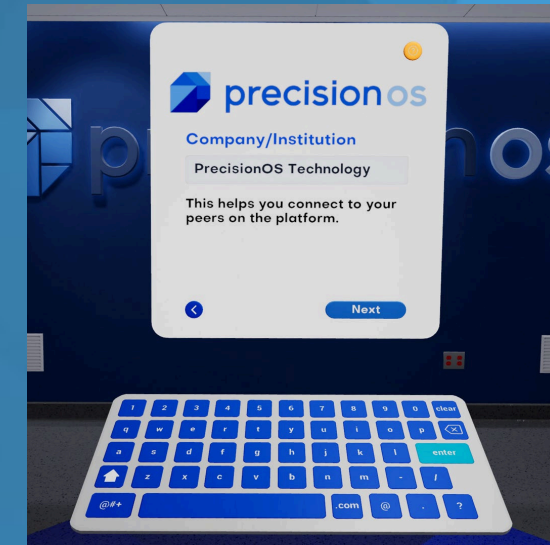 precisionos
Company/Institution
PrecisionOS Technology
This helps you connect to your
peers on the platform.
Next
1 2 3 4 5 6 7 8 9 0 clear
q w e r t y u i o p
a s d f g h j k l enter
z x c v b n m - /
@#+ .com @ . ?